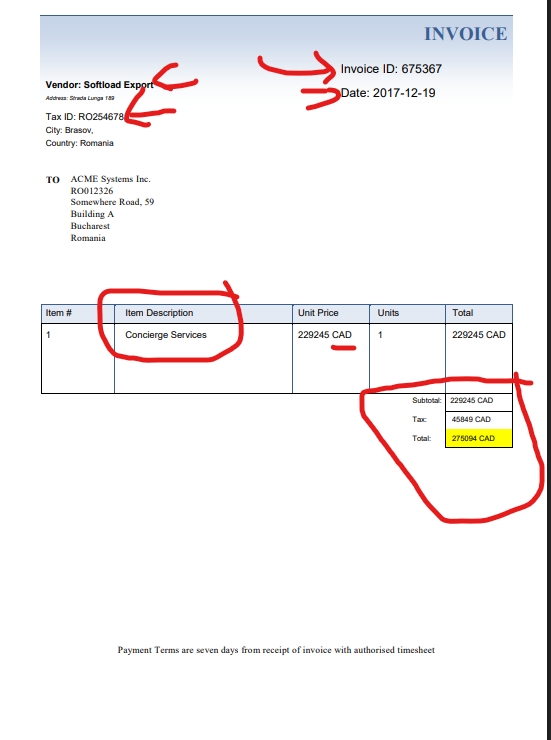 INVOICE
Invoice ID: 675367
Date: 2017-12-19
Vendor: Softload Export
Address: Strada Lunga 189
Tax ID: RO254678
City: Brasov,
Country: Romania
TO ACME Systems Inc.
RO012326
Somewhere Road, 59
Building A
Bucharest
Romania
Item # Item Description Unit Price Units Total
1 Concierge Services 229245 CAD 1 229245 CAD
Subtotal: 229245 CAD
Tax: 45849 CAD
Total: 275094 CAD
Payment Terms are seven days from receipt of invoice with authorised timesheet